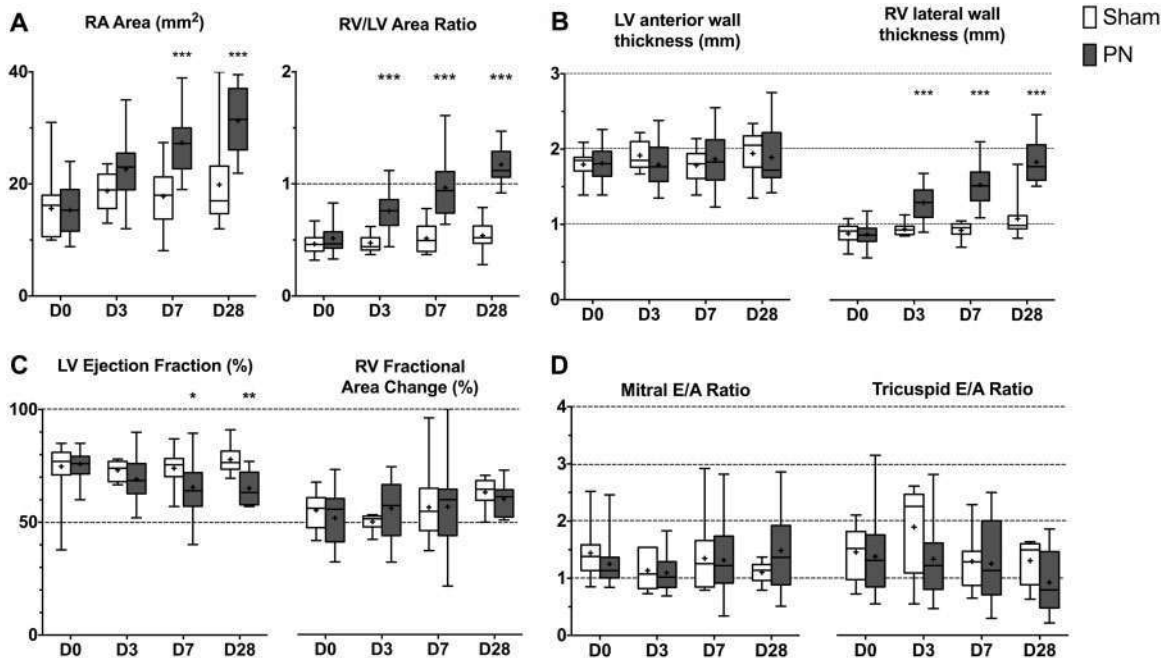 A
RA Area (mm²)
RV/LV Area Ratio
***
***
***
***
***
40
20
0
2
1
0
D0 D3 D7 D28
D0 D3 D7 D28
B
LV anterior wall
thickness (mm)
RV lateral wall
thickness (mm)
Sham
PN
***
***
***
3
2
1
0
D0 D3 D7 D28
D0 D3 D7 D28
C
LV Ejection Fraction (%)
RV Fractional
Area Change (%)
*
**
100
50
0
D0 D3 D7 D28
D0 D3 D7 D28
D
Mitral E/A Ratio
Tricuspid E/A Ratio
4
3
2
1
0
D0 D3 D7 D28
D0 D3 D7 D28